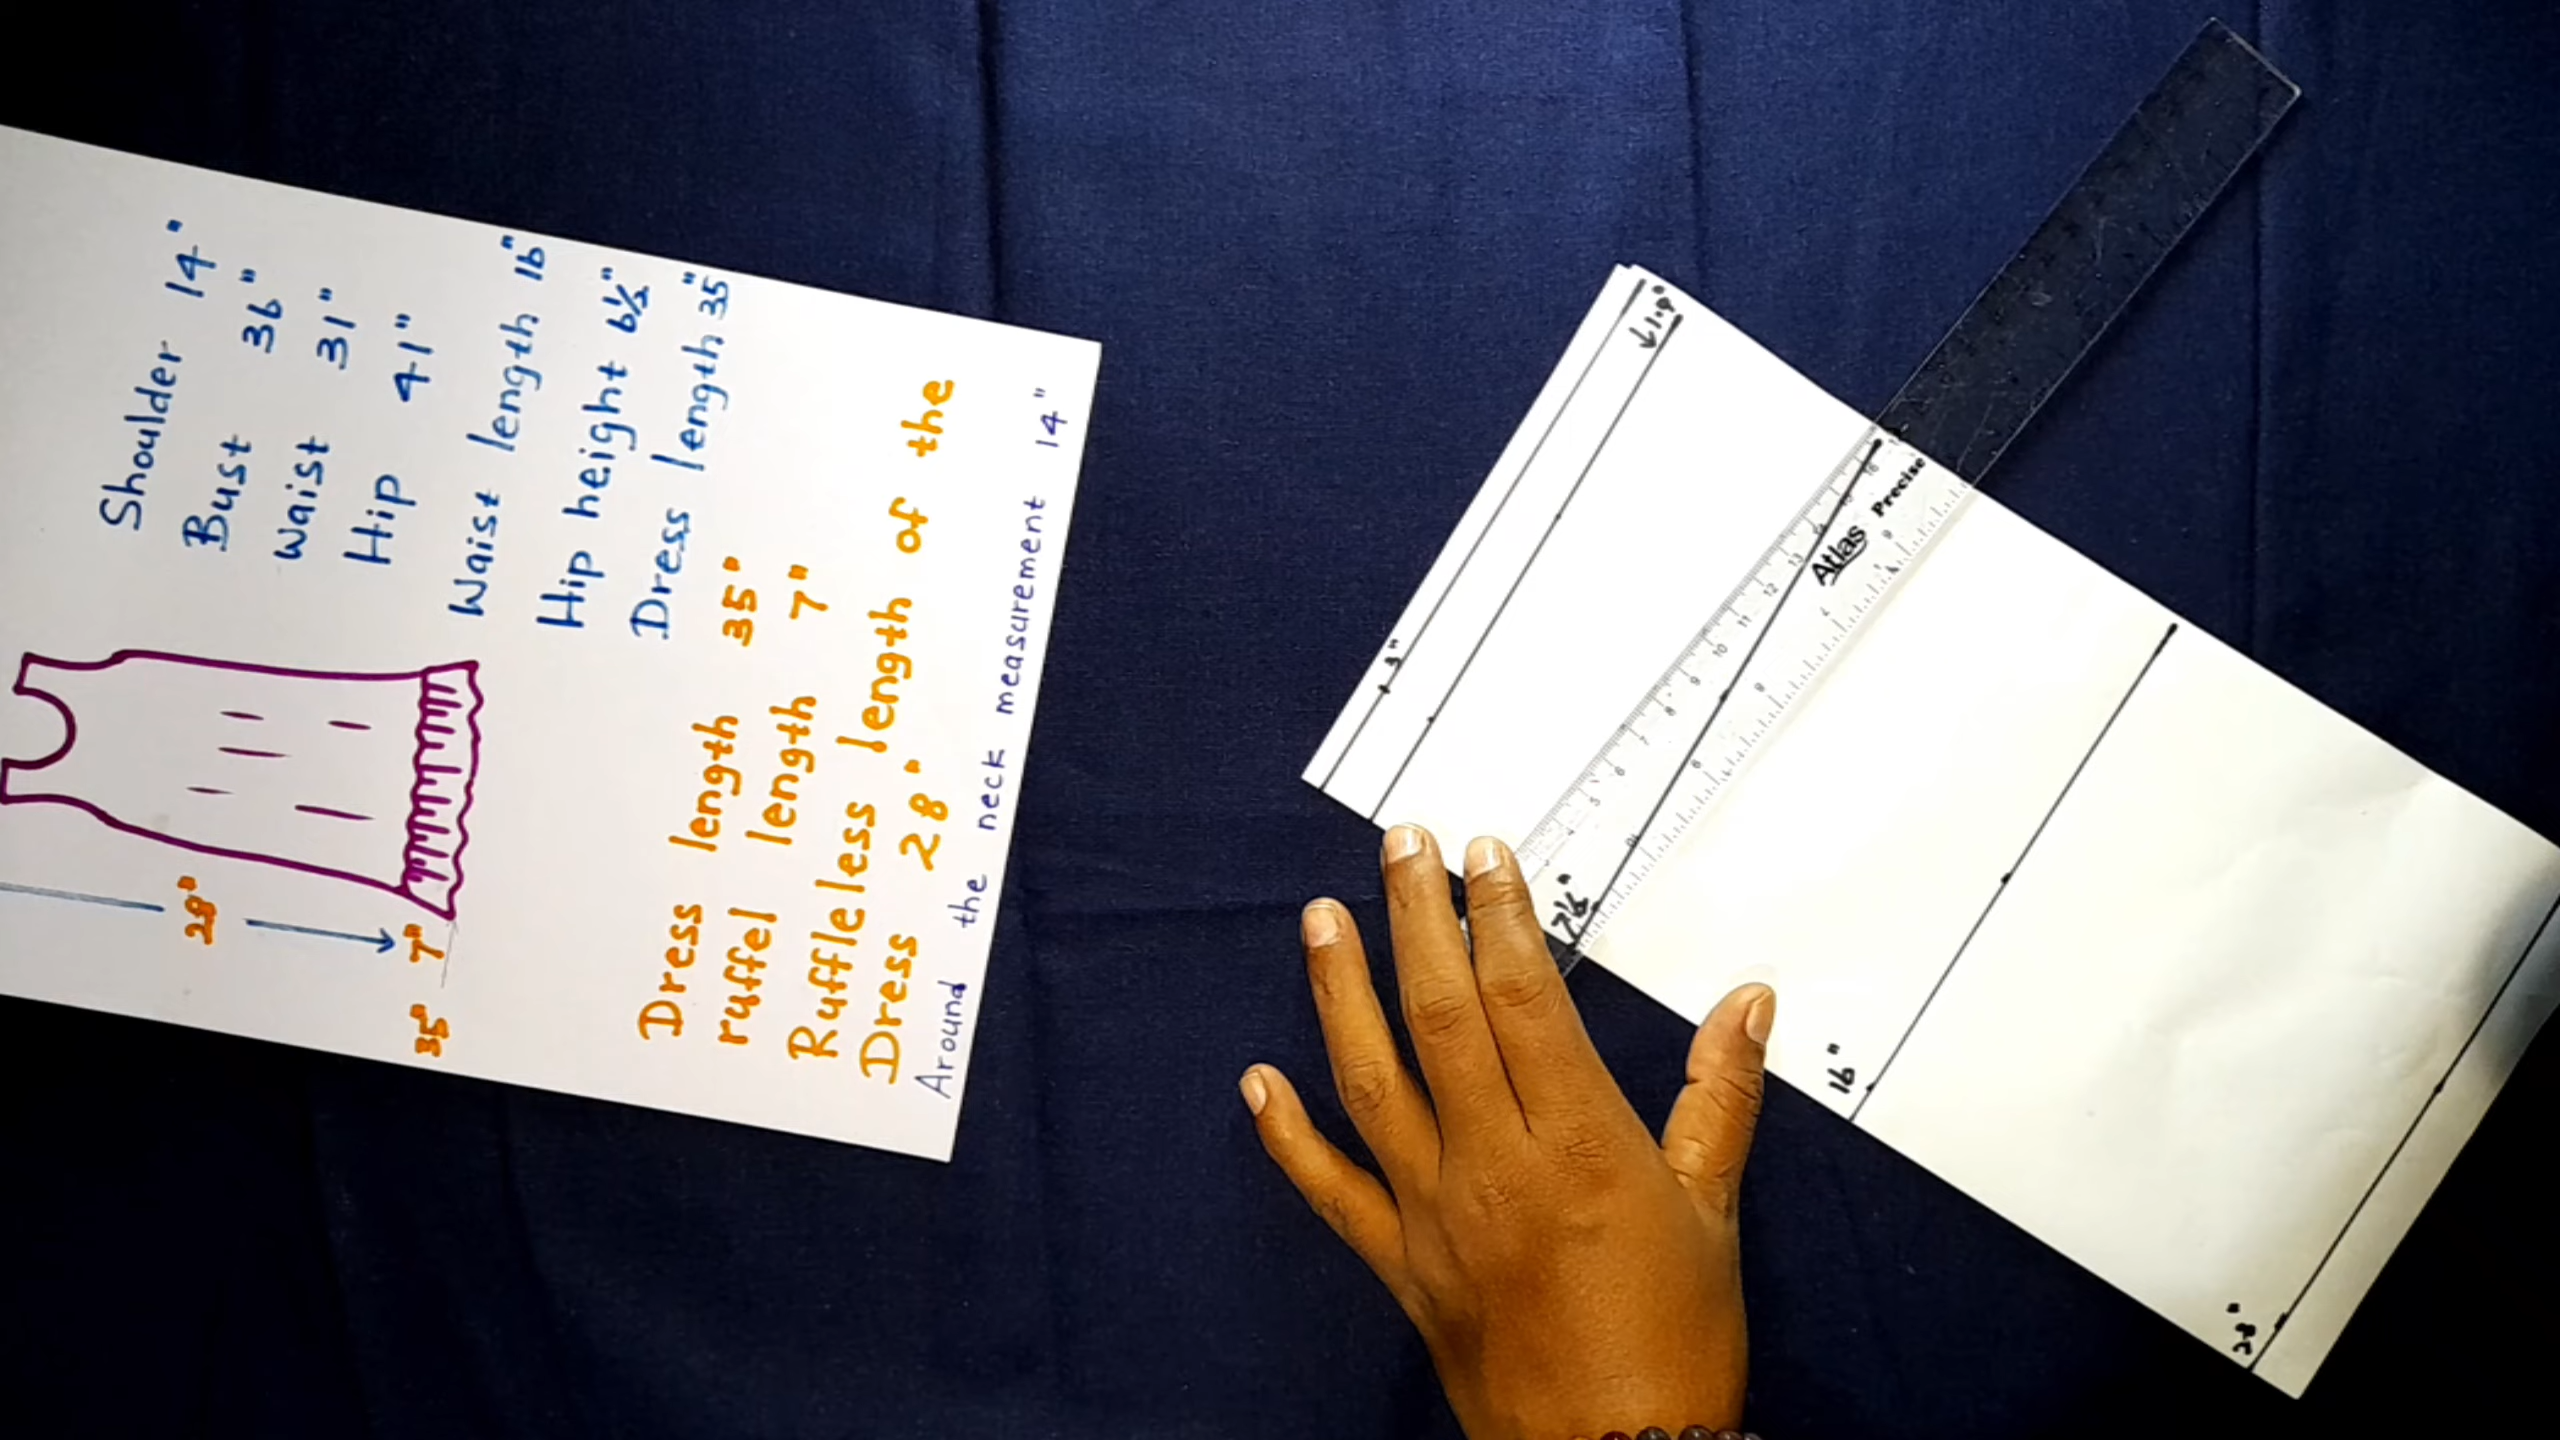 Shoulder 14"
Bust 36"
Waist 31"
Hip 41"
Waist length 16"
Hip height 6½"
Dress length 35"
28"
7"
35"
Dress length 35"
ruffel length 7"
Ruffleless length of the
Dress 28"
Around the neck measurement 14"
3"
16"
28"
Atlas Precise